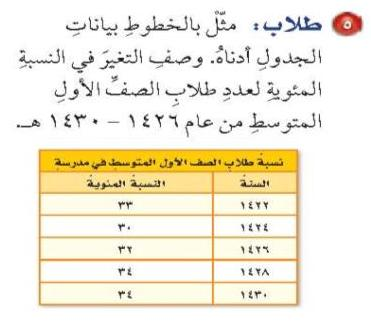 ٥ طلاب: مثّلْ بالخطوطِ بياناتِ
الجدولِ أدناهُ. وصفِ التغيرَ في النسبةِ
المئويةِ لعددِ طلابِ الصفِّ الأولِ
المتوسطِ من عام ١٤٢٦ – ١٤٣٠ هـ.
نسبة طلاب الصف الأول المتوسط في مدرسة
السنة النسبة المئوية
١٤٢٢ ٣٣
١٤٢٤ ٣٠
١٤٢٦ ٣٢
١٤٢٨ ٣٤
١٤٣٠ ٣٤